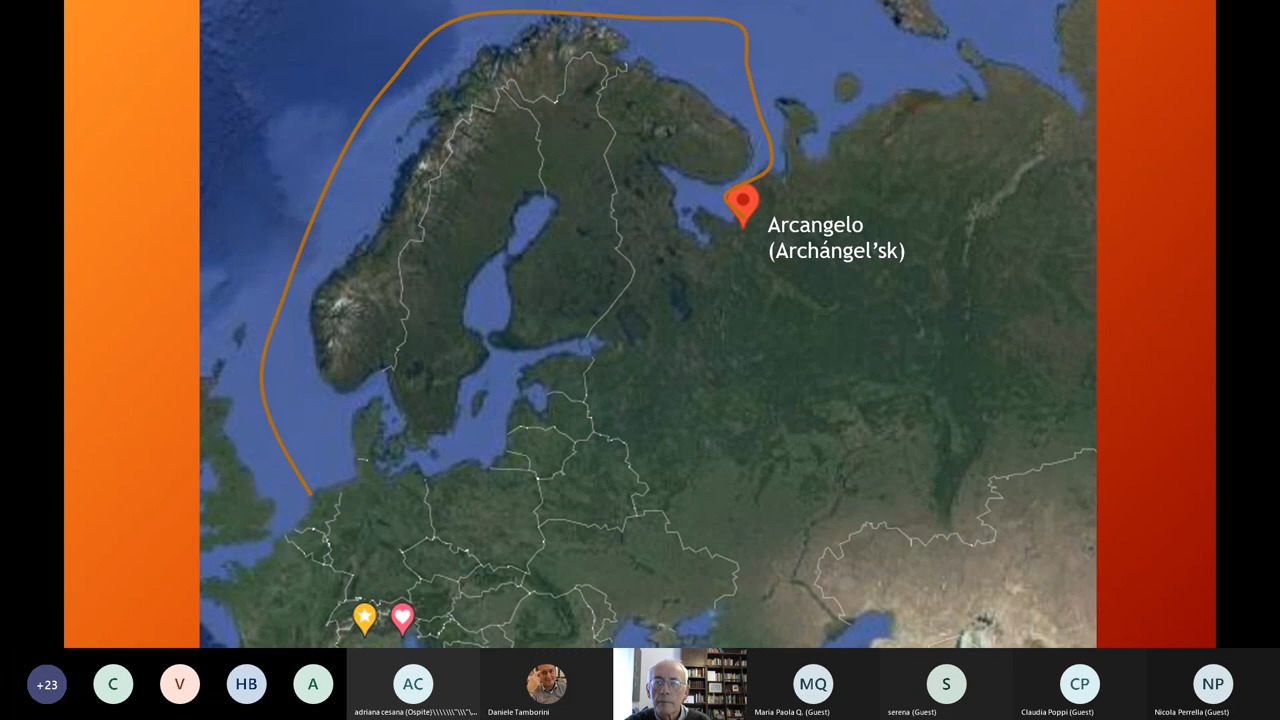 Arcangelo
(Archángel’sk)
+23
C
V
HB
A
AC
adriana cesana (Ospite)\\\\\\\"\\\"\...
Daniele Tamborini
MQ
Maria Paola Q. (Guest)
S
serena (Guest)
CP
Claudia Poppi (Guest)
NP
Nicola Perrella (Guest)